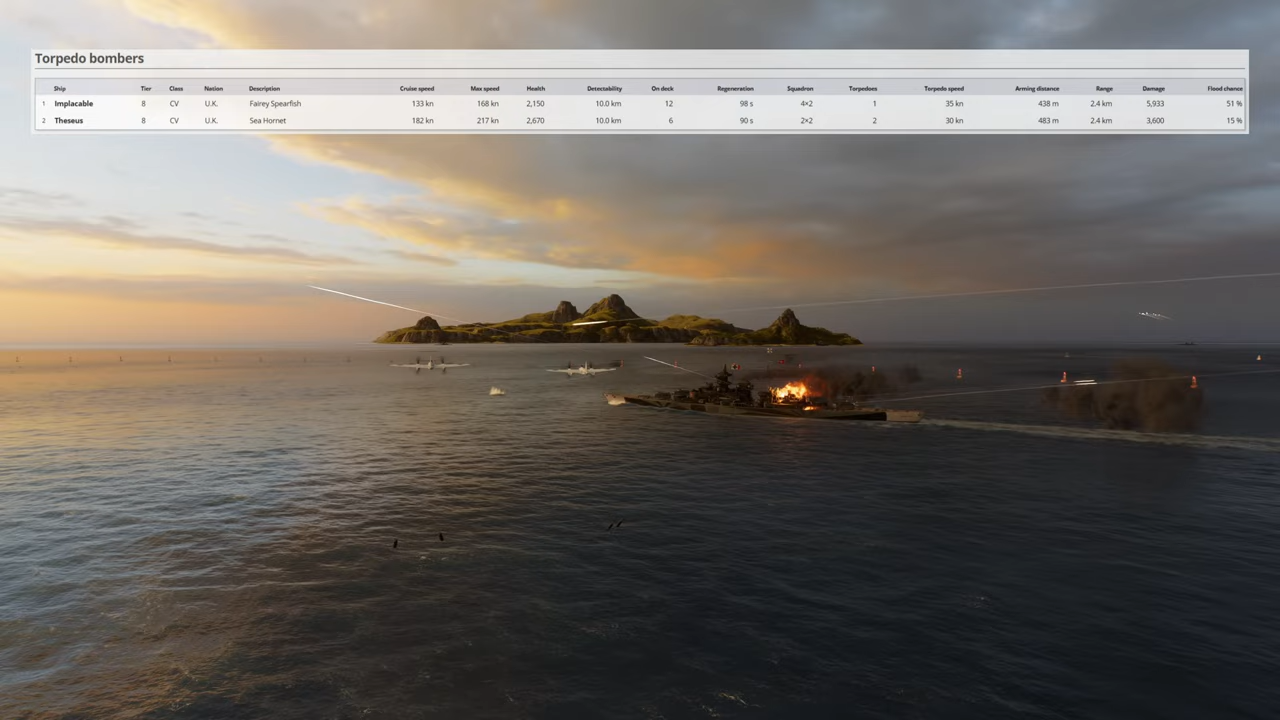 Torpedo bombers
Ship Tier Class Nation Description Cruise speed Max speed Health Detectability On deck Regeneration Squadron Torpedoes Torpedo speed Arming distance Range Damage Flood chance
1 Implacable 8 CV U.K. Fairey Spearfish 133 kn 168 kn 2,150 10.0 km 12 98 s 4×2 1 35 kn 438 m 2.4 km 5,933 51 %
2 Theseus 8 CV U.K. Sea Hornet 182 kn 217 kn 2,670 10.0 km 6 90 s 2×2 2 30 kn 483 m 2.4 km 3,600 15 %